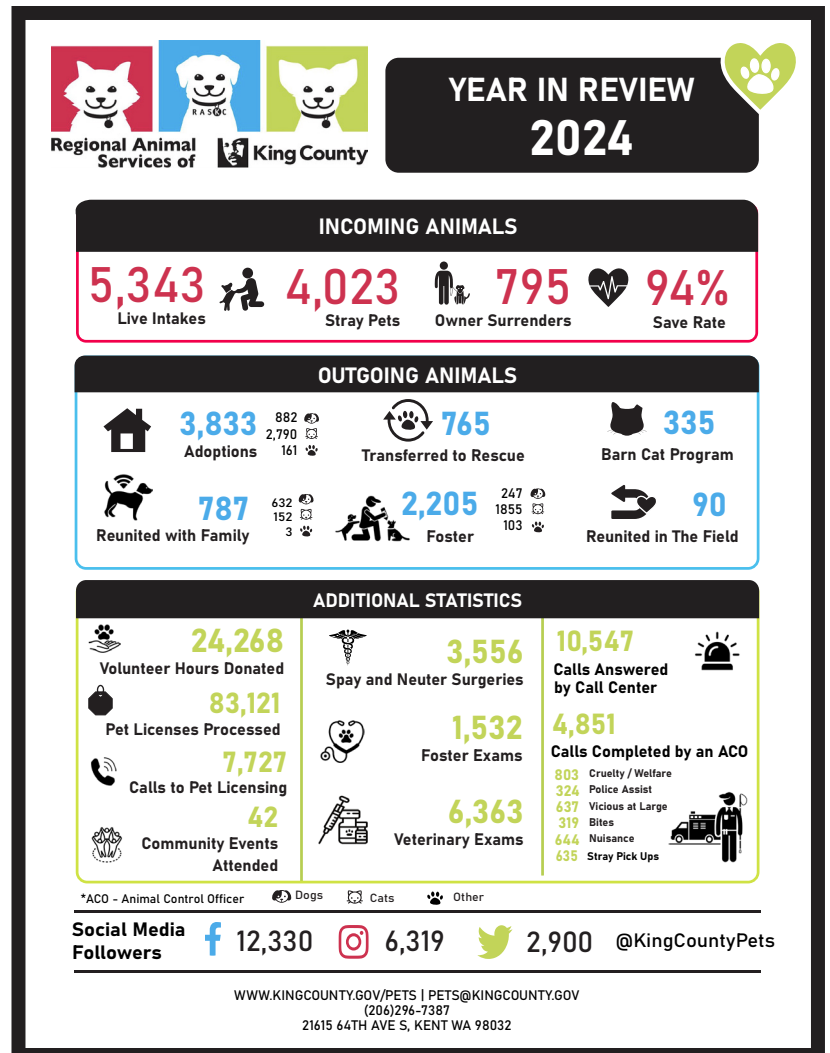 RASKC
Regional Animal
Services of
King County
YEAR IN REVIEW
2024
INCOMING ANIMALS
5,343
Live Intakes
4,023
Stray Pets
795
Owner Surrenders
94%
Save Rate
OUTGOING ANIMALS
3,833
Adoptions
882
2,790
161
765
Transferred to Rescue
335
Barn Cat Program
787
Reunited with Family
632
152
3
2,205
Foster
247
1855
103
90
Reunited in The Field
ADDITIONAL STATISTICS
24,268
Volunteer Hours Donated
83,121
Pet Licenses Processed
7,727
Calls to Pet Licensing
42
Community Events
Attended
3,556
Spay and Neuter Surgeries
1,532
Foster Exams
6,363
Veterinary Exams
10,547
Calls Answered
by Call Center
4,851
Calls Completed by an ACO
803 Cruelty / Welfare
324 Police Assist
637 Vicious at Large
319 Bites
644 Nuisance
635 Stray Pick Ups
*ACO - Animal Control Officer Dogs Cats Other
Social Media
Followers
12,330 6,319 2,900 @KingCountyPets
WWW.KINGCOUNTY.GOV/PETS | PETS@KINGCOUNTY.GOV
(206)296-7387
21615 64TH AVE S, KENT WA 98032